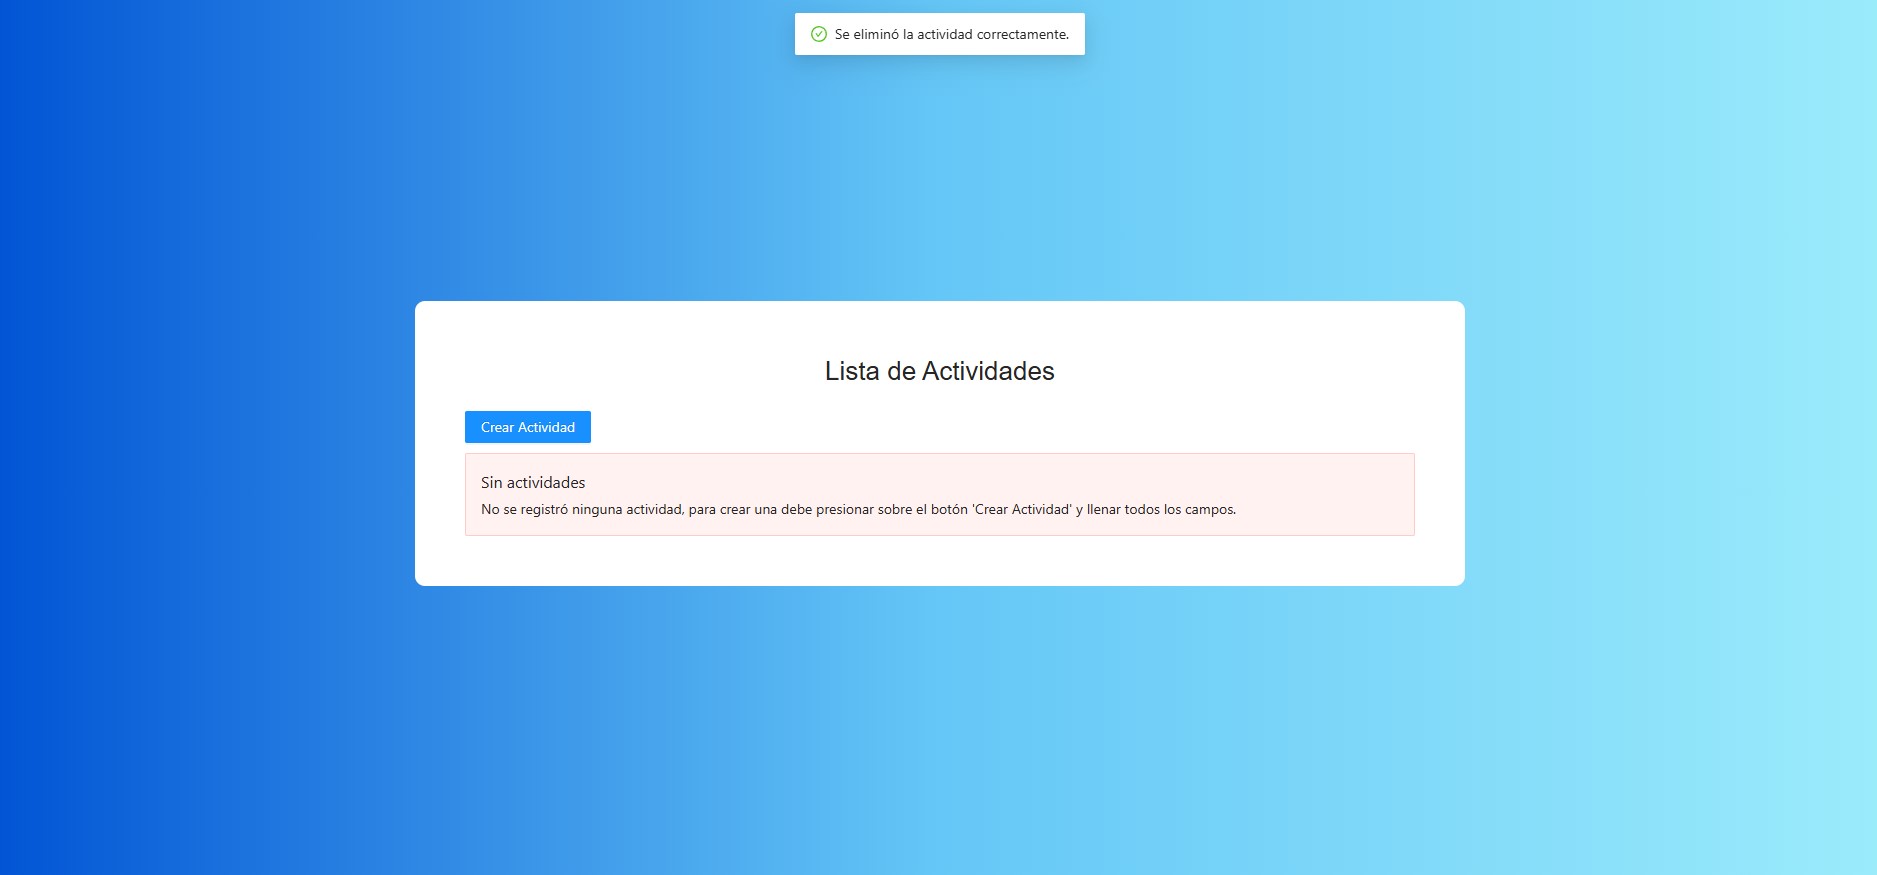 Se eliminó la actividad correctamente.
Lista de Actividades
Crear Actividad
Sin actividades
No se registró ninguna actividad, para crear una debe presionar sobre el botón 'Crear Actividad' y llenar todos los campos.